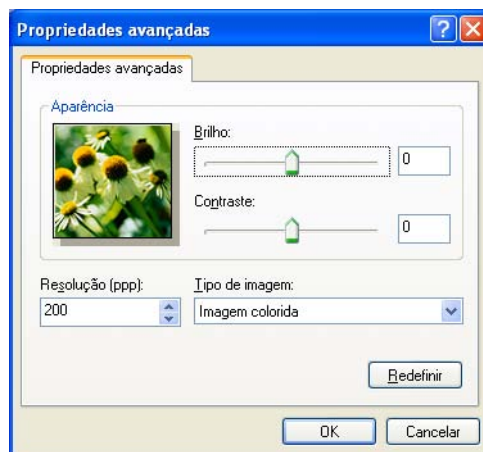 Propriedades avançadas
Propriedades avançadas
Aparência
Brilho:
0
Contraste:
0
Resolução (ppp):
Tipo de imagem:
200
Imagem colorida
Redefinir
OK
Cancelar